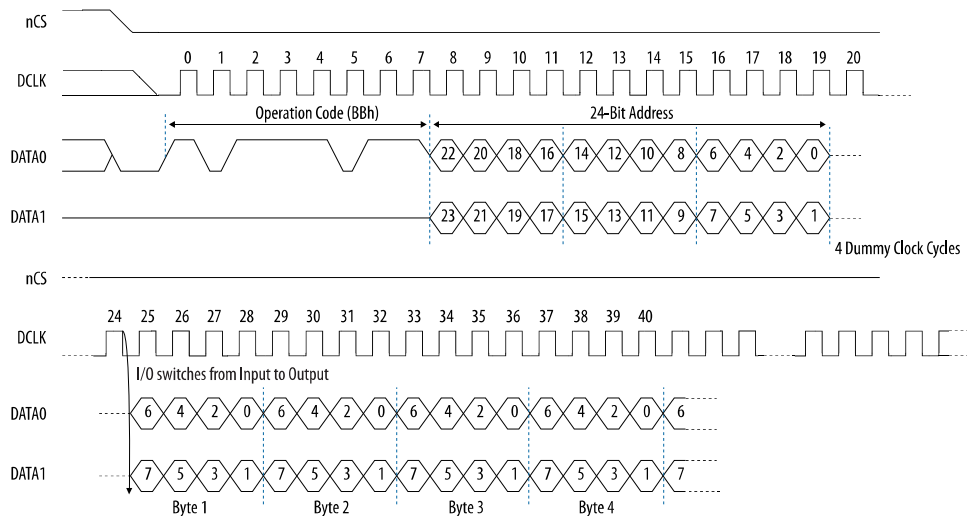 nCS
0 1 2 3 4 5 6 7 8 9 10 11 12 13 14 15 16 17 18 19 20
DCLK
Operation Code (BBh) 24-Bit Address
DATA0 22 20 18 16 14 12 10 8 6 4 2 0
DATA1 23 21 19 17 15 13 11 9 7 5 3 1
4 Dummy Clock Cycles
nCS
24 25 26 27 28 29 30 31 32 33 34 35 36 37 38 39 40
DCLK
I/O switches from Input to Output
DATA0 6 4 2 0 6 4 2 0 6 4 2 0 6 4 2 0 6
DATA1 7 5 3 1 7 5 3 1 7 5 3 1 7 5 3 1 7
Byte 1 Byte 2 Byte 3 Byte 4